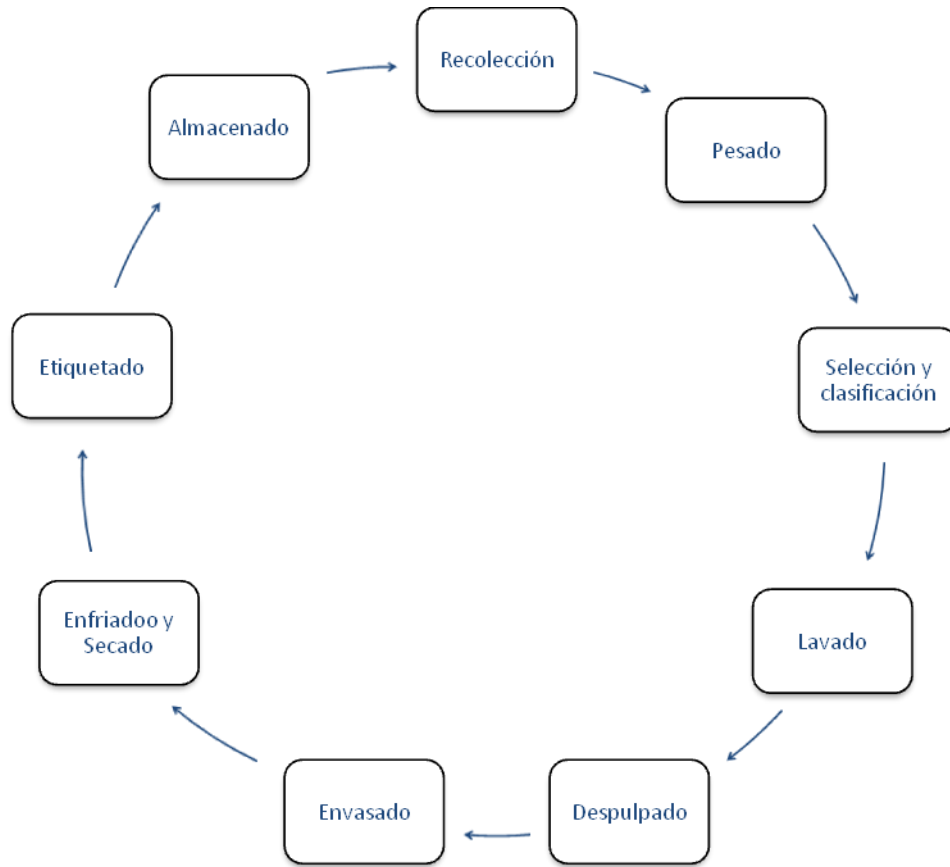 Recolección
Pesado
Selección y
clasificación
Lavado
Despulpado
Envasado
Enfriadoo y
Secado
Etiquetado
Almacenado